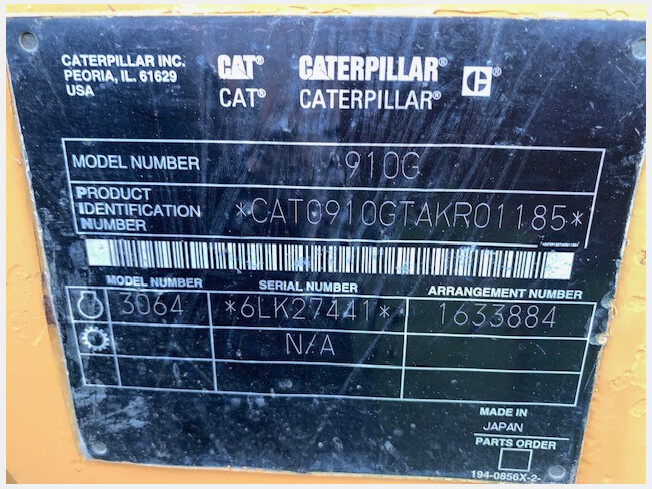 CATERPILLAR INC.
PEORIA, IL. 61629
USA
CAT® CATERPILLAR®
CAT® CATERPILLAR®
MODEL NUMBER 910G
PRODUCT
IDENTIFICATION
NUMBER
*CAT0910GTAKR01185*
MODEL NUMBER SERIAL NUMBER ARRANGEMENT NUMBER
3064 *6LK27441* 1633884
N/A
MADE IN
JAPAN
PARTS ORDER
194-0856X-2-